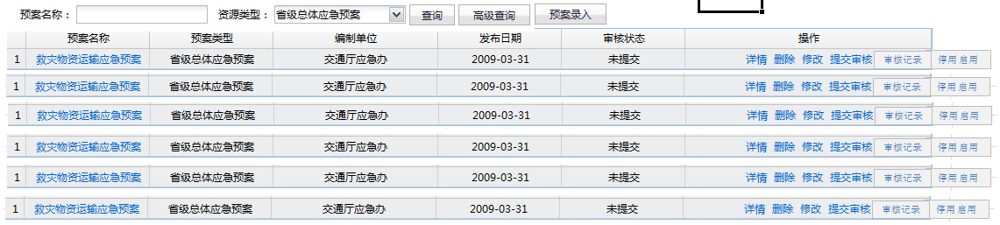 预案名称： 资源类型： 省级总体应急预案 查询 高级查询 预案录入
预案名称 预案类型 编制单位 发布日期 审核状态 操作
1 救灾物资运输应急预案 省级总体应急预案 交通厅应急办 2009-03-31 未提交 详情 删除 修改 提交审核 审核记录 停用 启用
1 救灾物资运输应急预案 省级总体应急预案 交通厅应急办 2009-03-31 未提交 详情 删除 修改 提交审核 审核记录 停用 启用
1 救灾物资运输应急预案 省级总体应急预案 交通厅应急办 2009-03-31 未提交 详情 删除 修改 提交审核 审核记录 停用 启用
1 救灾物资运输应急预案 省级总体应急预案 交通厅应急办 2009-03-31 未提交 详情 删除 修改 提交审核 审核记录 停用 启用
1 救灾物资运输应急预案 省级总体应急预案 交通厅应急办 2009-03-31 未提交 详情 删除 修改 提交审核 审核记录 停用 启用
1 救灾物资运输应急预案 省级总体应急预案 交通厅应急办 2009-03-31 未提交 详情 删除 修改 提交审核 审核记录 停用 启用